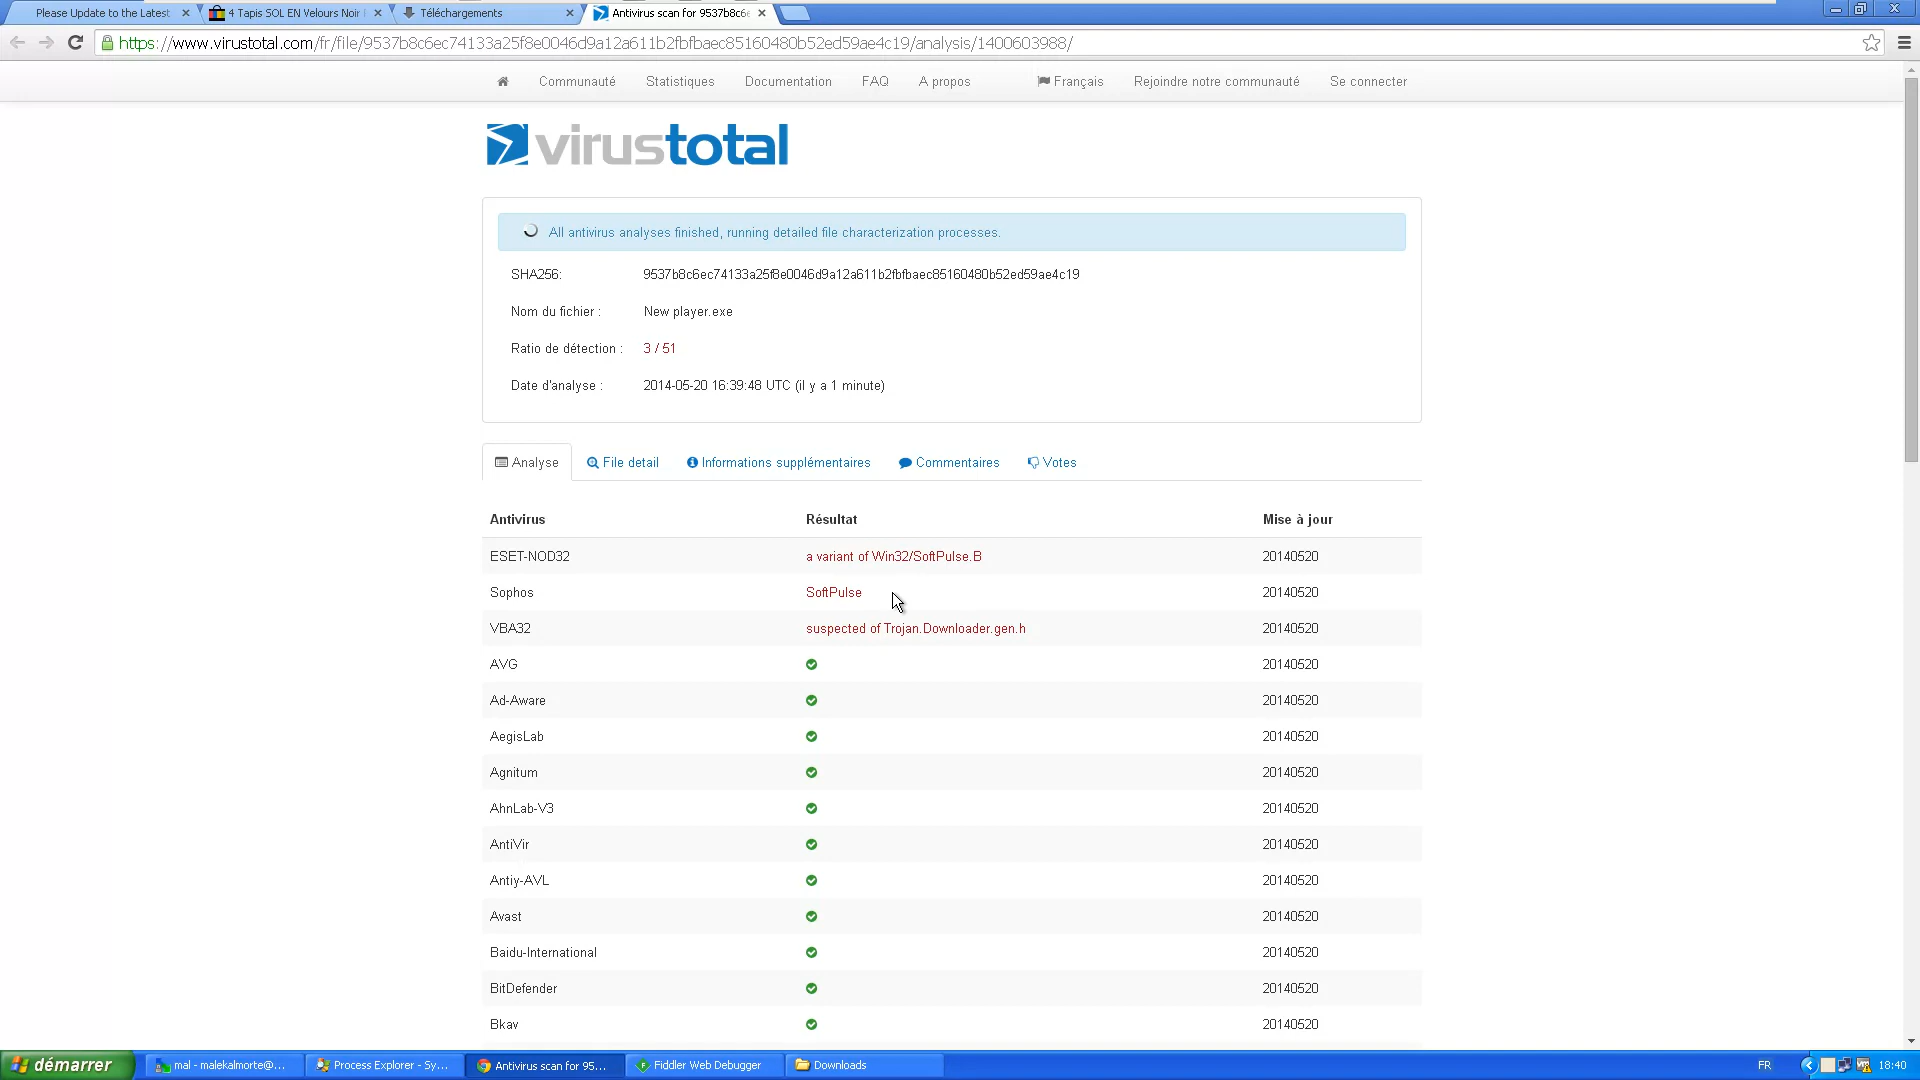 Please Update to the Latest
4 Tapis SOL EN Velours Noir
Téléchargements
Antivirus scan for 9537b8c6
https://www.virustotal.com/fr/file/9537b8c6ec74133a25f8e0046d9a12a611b2fbfbaec85160480b52ed59ae4c19/analysis/1400603988/
Communauté Statistiques Documentation FAQ A propos Français Rejoindre notre communauté Se connecter
virustotal
All antivirus analyses finished, running detailed file characterization processes.
SHA256: 9537b8c6ec74133a25f8e0046d9a12a611b2fbfbaec85160480b52ed59ae4c19
Nom du fichier : New player.exe
Ratio de détection : 3 / 51
Date d'analyse : 2014-05-20 16:39:48 UTC (il y a 1 minute)
Analyse File detail Informations supplémentaires Commentaires Votes
Antivirus Résultat Mise à jour
ESET-NOD32 a variant of Win32/SoftPulse.B 20140520
Sophos SoftPulse 20140520
VBA32 suspected of Trojan.Downloader.gen.h 20140520
AVG 20140520
Ad-Aware 20140520
AegisLab 20140520
Agnitum 20140520
AhnLab-V3 20140520
AntiVir 20140520
Antiy-AVL 20140520
Avast 20140520
Baidu-International 20140520
BitDefender 20140520
Bkav 20140520
démarrer mal - malekalmorte@... Process Explorer - Sy... Antivirus scan for 95... Fiddler Web Debugger Downloads FR 18:40